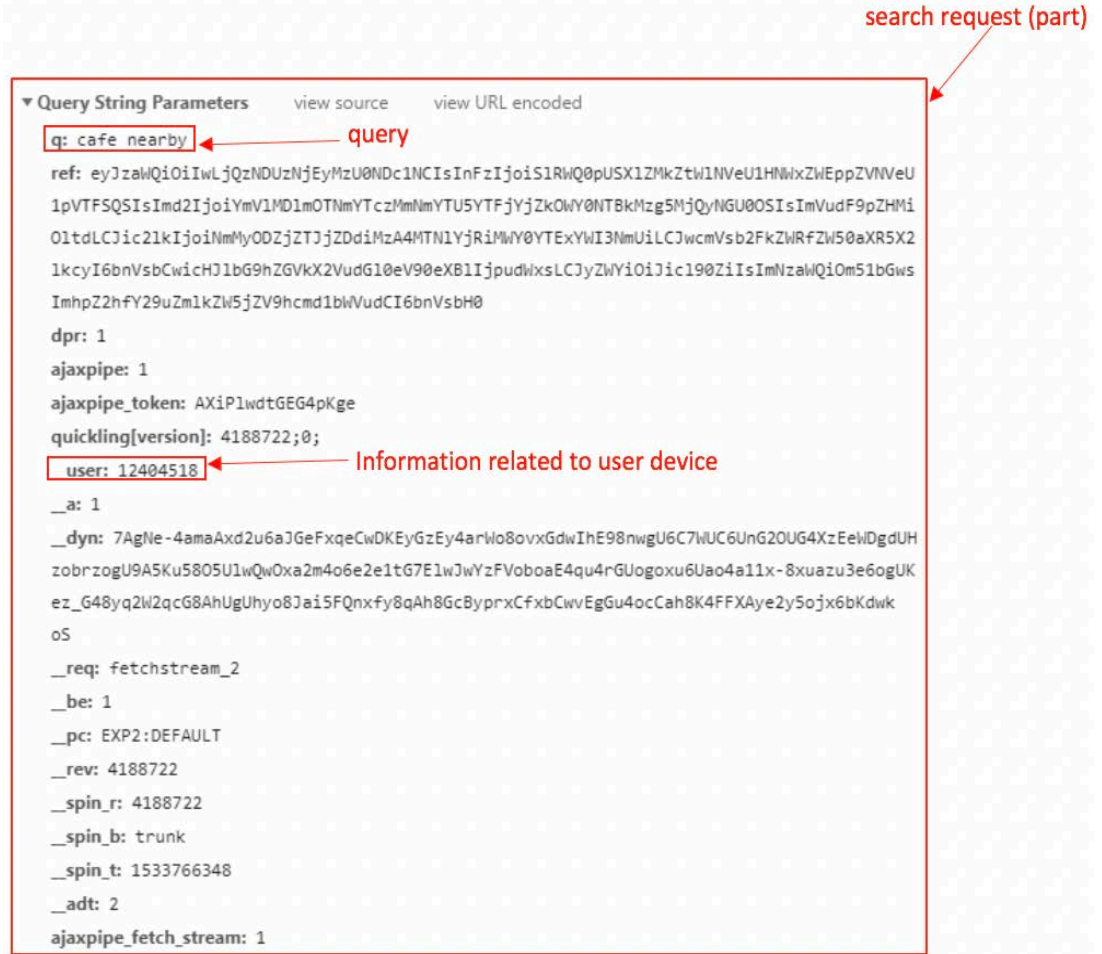 search request (part)
▼ Query String Parameters view source view URL encoded
q: cafe nearby
query
ref: eyJzaWQiOiIwLjQzNDUzNjEyMzU0NDc1NCIsInFzIjoiSlRWQ0pUSXlZMkZtWlNVeU1HNWxZWEppZVNVeU
1pVTFSQSIsImd2IjoiYmVlMDlmOTNmYTczMmNmYTU5YTFjYjZkOWY0NTBkMzg5MjQyNGU0OSIsImVudF9pZHMi
OltdLCJic2lkIjoiNmMyODZjZTJjZDdiMzA4MTNlYjRiMWY0YTExYWI3NmUiLCJwcmVsb2FkZWRfZW50aXR5X2
lkcyI6bnVsbCwicHJlbG9hZGVkX2VudGl0eV90eXBlIjpudWxsLCJyZWYiOiJicl90ZiIsImNzaWQiOm51bGws
ImhpZ2hfY29uZmlkZW5jZV9hcmd1bWVudCI6bnVsbH0
dpr: 1
ajaxpipe: 1
ajaxpipe_token: AXiPlwdtGEG4pKge
quickling[version]: 4188722;0;
__user: 12404518
Information related to user device
__a: 1
__dyn: 7AgNe-4amaAxd2u6aJGeFxqeCwDKEyGzEy4arWo8ovxGdwIhE98nwgU6C7WUC6UnG2OUG4XzEeWDgdUH
zobrzogU9A5Ku58O5UlwQwOxa2m4o6e2e1tG7ElwJwYzFVoboaE4qu4rGUogoxu6Uao4a11x-8xuazu3e6ogUK
ez_G48yq2W2qcG8AhUgUhyo8Jai5FQnxfy8qAh8GcByprxCfxbCwvEgGu4ocCah8K4FFXAye2y5ojx6bKdwk
oS
__req: fetchstream_2
__be: 1
__pc: EXP2:DEFAULT
__rev: 4188722
__spin_r: 4188722
__spin_b: trunk
__spin_t: 1533766348
__adt: 2
ajaxpipe_fetch_stream: 1